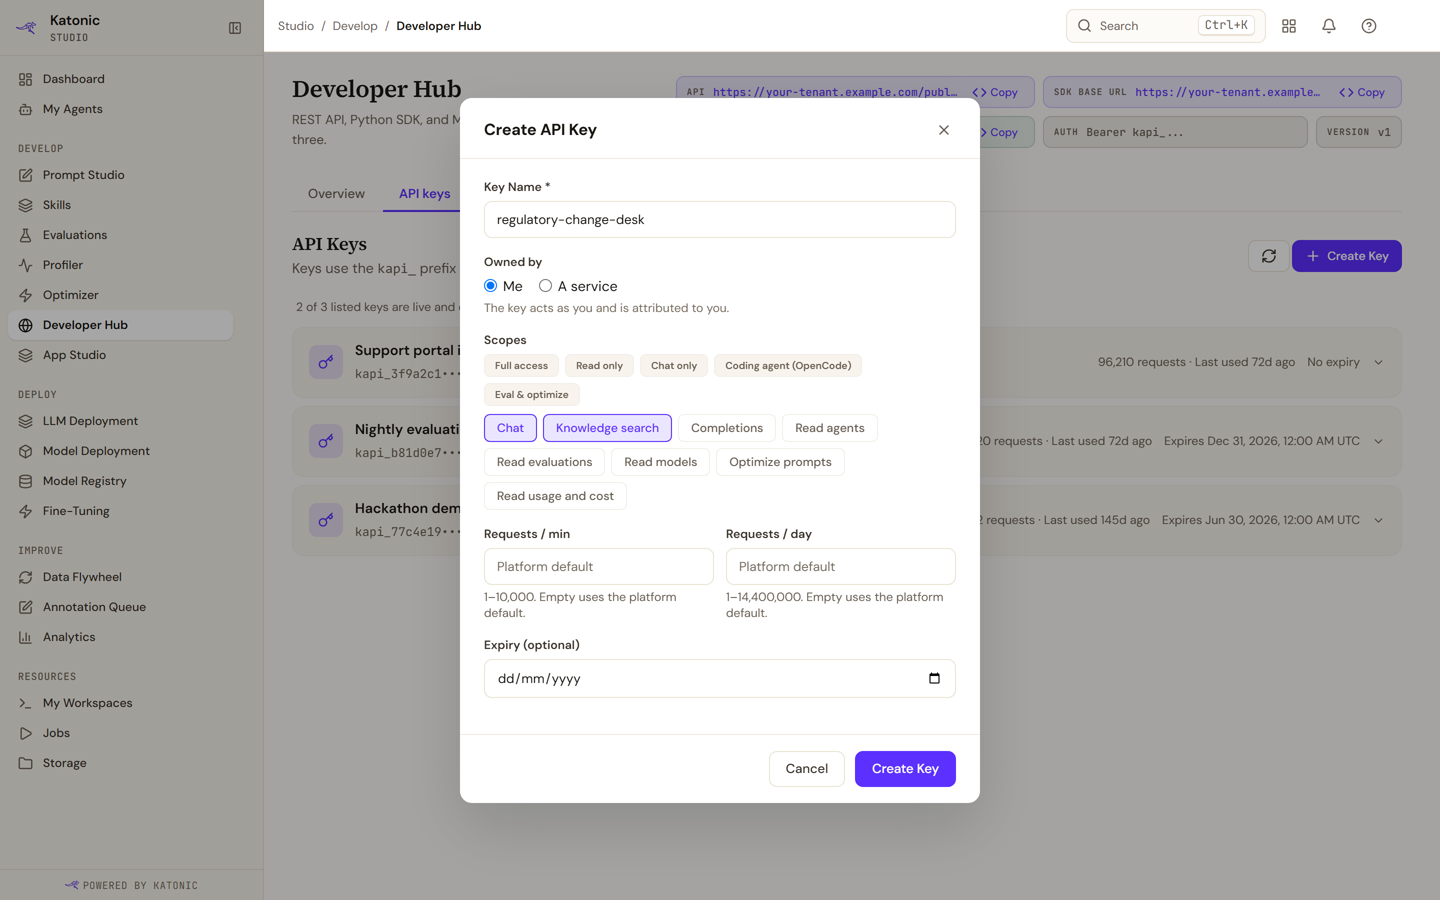 Katonic
STUDIO
Dashboard
My Agents
DEVELOP
Prompt Studio
Skills
Evaluations
Profiler
Optimizer
Developer Hub
App Studio
DEPLOY
LLM Deployment
Model Deployment
Model Registry
Fine-Tuning
IMPROVE
Data Flywheel
Annotation Queue
Analytics
RESOURCES
My Workspaces
Jobs
Storage
POWERED BY KATONIC
Studio / Develop / Developer Hub
Search Ctrl+K
Developer Hub
REST API, Python SDK, and M
three.
API https://your-tenant.example.com/publ… Copy
SDK BASE URL https://your-tenant.example… Copy
Copy
AUTH Bearer kapi_...
VERSION v1
Overview
API keys
API Keys
Keys use the kapi_ prefix
Create Key
2 of 3 listed keys are live and
Support portal i
kapi_3f9a2c1•••
96,210 requests · Last used 72d ago No expiry
Nightly evaluati
kapi_b81d0e7•••
20 requests · Last used 72d ago Expires Dec 31, 2026, 12:00 AM UTC
Hackathon dem
kapi_77c4e19•••
2 requests · Last used 145d ago Expires Jun 30, 2026, 12:00 AM UTC
Create API Key
Key Name *
regulatory-change-desk
Owned by
Me A service
The key acts as you and is attributed to you.
Scopes
Full access Read only Chat only Coding agent (OpenCode)
Eval & optimize
Chat Knowledge search Completions Read agents
Read evaluations Read models Optimize prompts
Read usage and cost
Requests / min
Platform default
1–10,000. Empty uses the platform
default.
Requests / day
Platform default
1–14,400,000. Empty uses the platform
default.
Expiry (optional)
dd/mm/yyyy
Cancel Create Key